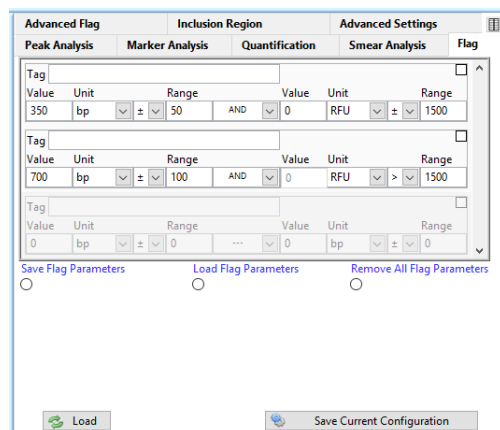 Advanced Flag Inclusion Region Advanced Settings
Peak Analysis Marker Analysis Quantification Smear Analysis Flag
Tag
Value Unit Range Value Unit Range
350 bp ± 50 AND 0 RFU ± 1500
Tag
Value Unit Range Value Unit Range
700 bp ± 100 AND 0 RFU > 1500
Tag
Value Unit Range Value Unit Range
0 bp ± 0 --- 0 bp ± 0
Save Flag Parameters Load Flag Parameters Remove All Flag Parameters
Load Save Current Configuration